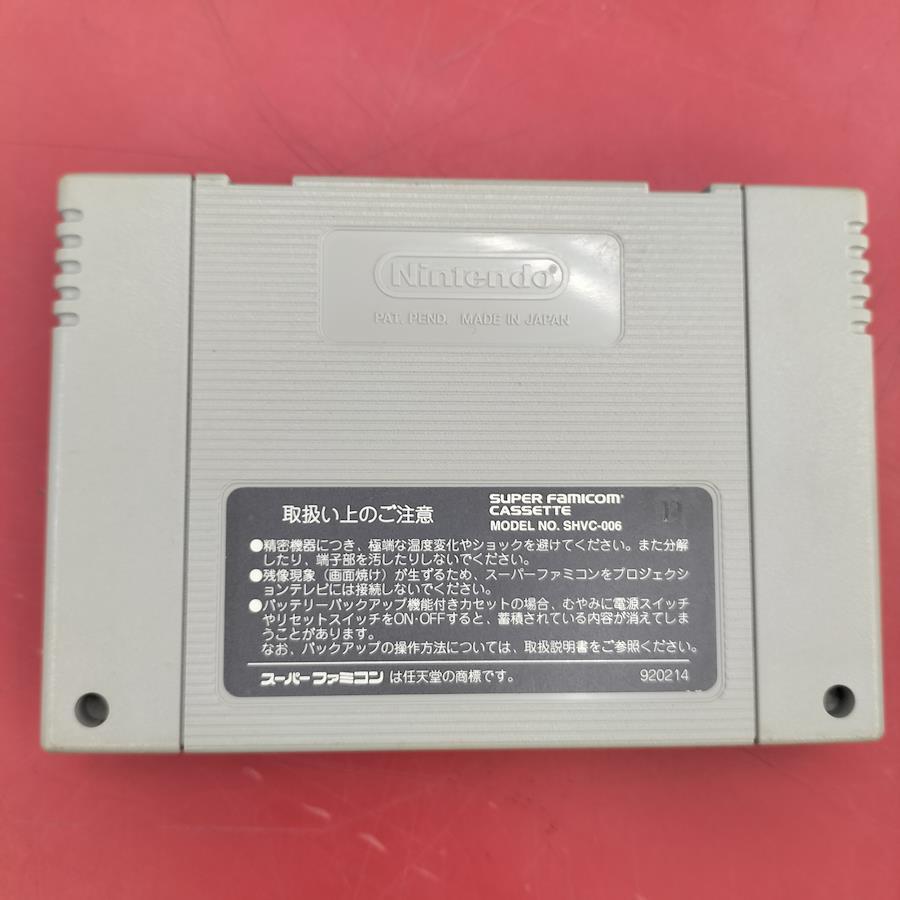 Nintendo®
PAT. PEND. MADE IN JAPAN
取扱い上のご注意
SUPER FAMICOM®
CASSETTE
MODEL NO. SHVC-006
●精密機器につき、極端な温度変化やショックを避けてください。また分解
したり、端子部を汚したりしないでください。
●残像現象（画面焼け）が生ずるため、スーパーファミコンをプロジェクシ
ョンテレビには接続しないでください。
●バッテリーバックアップ機能付きカセットの場合、むやみに電源スイッチ
やリセットスイッチをON・OFFすると、蓄積されている内容が消えてしま
うことがあります。
なお、バックアップの操作方法については、取扱説明書をご参照ください。
スーパーファミコン は任天堂の商標です。
920214